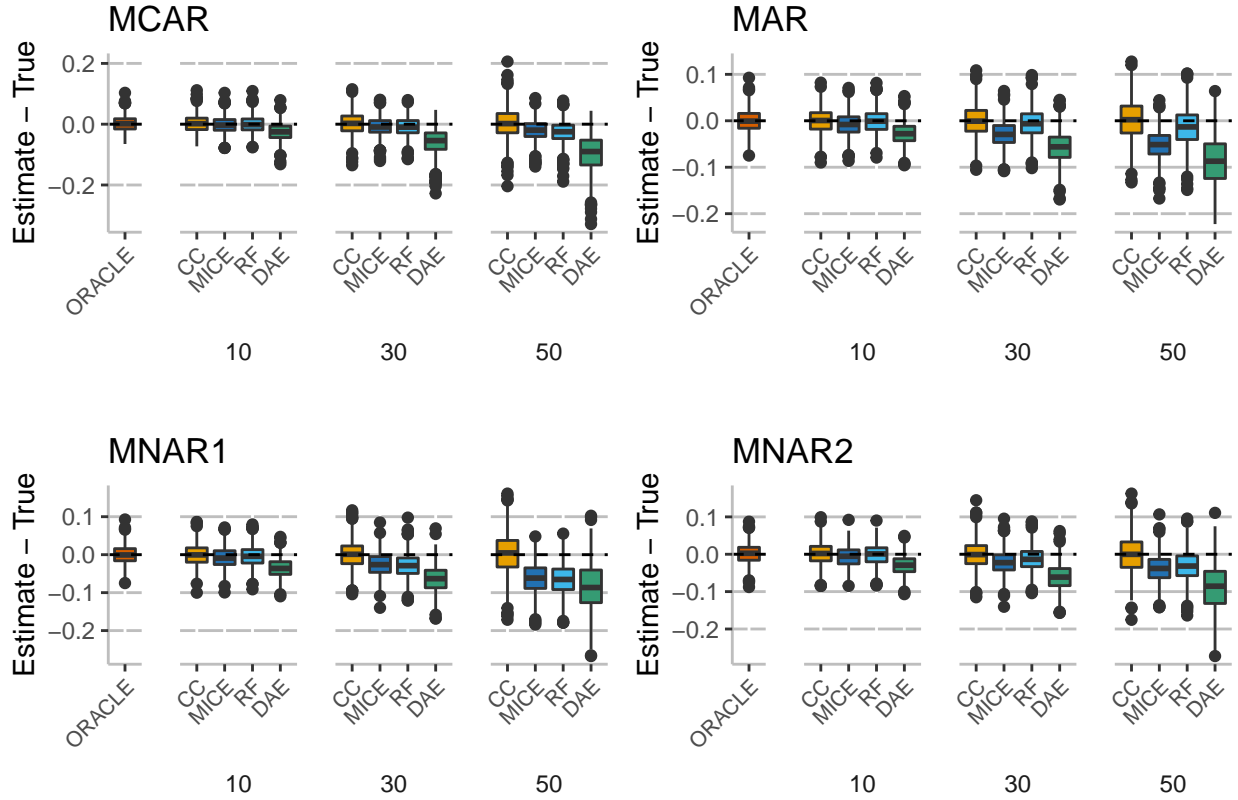 MCAR
Estimate − True
0.2
0.0
−0.2
ORACLE
CC
MICE
RF
DAE
CC
MICE
RF
DAE
CC
MICE
RF
DAE
10
30
50
MAR
Estimate − True
0.1
0.0
−0.1
−0.2
ORACLE
CC
MICE
RF
DAE
CC
MICE
RF
DAE
CC
MICE
RF
DAE
10
30
50
MNAR1
Estimate − True
0.1
0.0
−0.1
−0.2
ORACLE
CC
MICE
RF
DAE
CC
MICE
RF
DAE
CC
MICE
RF
DAE
10
30
50
MNAR2
Estimate − True
0.1
0.0
−0.1
−0.2
ORACLE
CC
MICE
RF
DAE
CC
MICE
RF
DAE
CC
MICE
RF
DAE
10
30
50